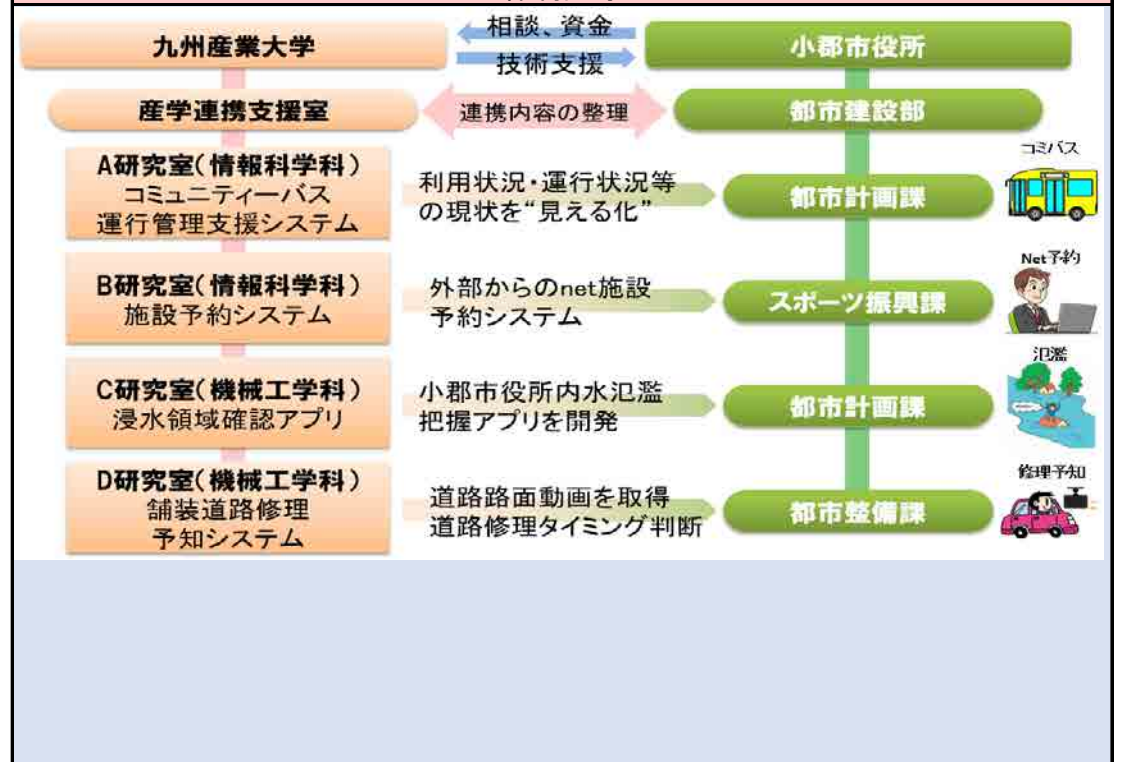 九州産業大学
相談、資金
技術支援
小郡市役所
産学連携支援室
連携内容の整理
都市建設部
A研究室(情報科学科)
コミュニティーバス
運行管理支援システム
利用状況・運行状況等
の現状を“見える化”
都市計画課
コミバス
B研究室(情報科学科)
施設予約システム
外部からのnet施設
予約システム
スポーツ振興課
Net予約
C研究室(機械工学科)
浸水領域確認アプリ
小郡市役所内水氾濫
把握アプリを開発
都市計画課
氾濫
D研究室(機械工学科)
舗装道路修理
予知システム
道路路面動画を取得
道路修理タイミング判断
都市整備課
修理予知